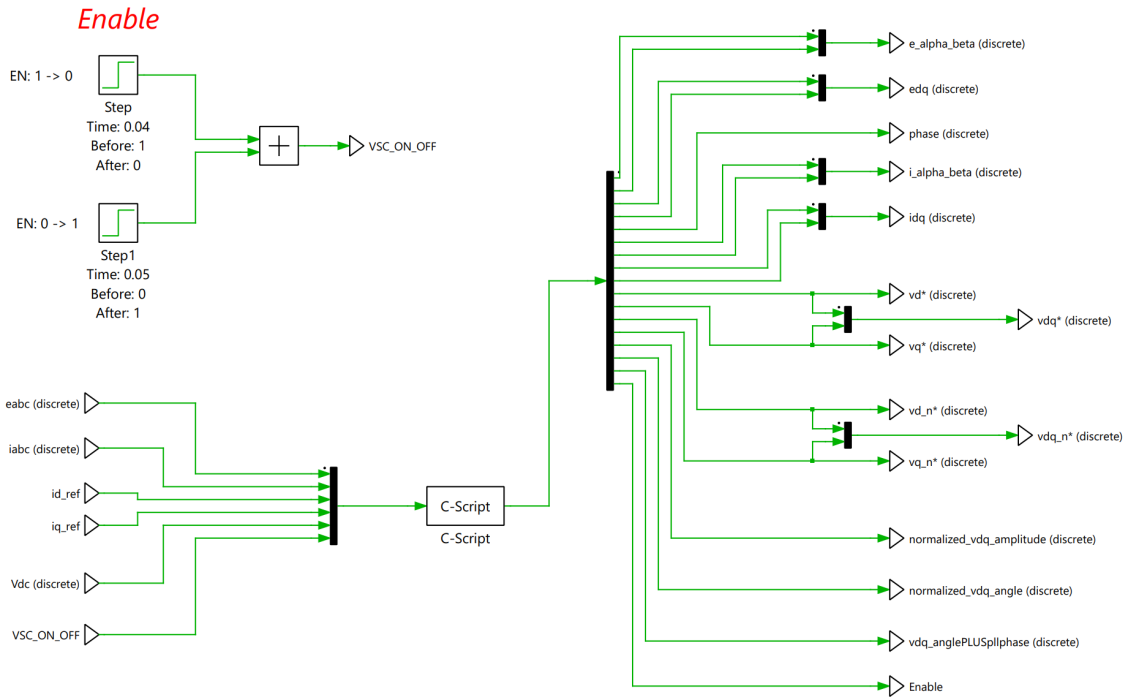 Enable
EN: 1 -> 0
Step
Time: 0.04
Before: 1
After: 0
VSC_ON_OFF
EN: 0 -> 1
Step1
Time: 0.05
Before: 0
After: 1
eabc (discrete)
iabc (discrete)
id_ref
iq_ref
Vdc (discrete)
VSC_ON_OFF
C-Script
C-Script
e_alpha_beta (discrete)
edq (discrete)
phase (discrete)
i_alpha_beta (discrete)
idq (discrete)
vd* (discrete)
vdq* (discrete)
vq* (discrete)
vd_n* (discrete)
vdq_n* (discrete)
vq_n* (discrete)
normalized_vdq_amplitude (discrete)
normalized_vdq_angle (discrete)
vdq_anglePLUSpllphase (discrete)
Enable